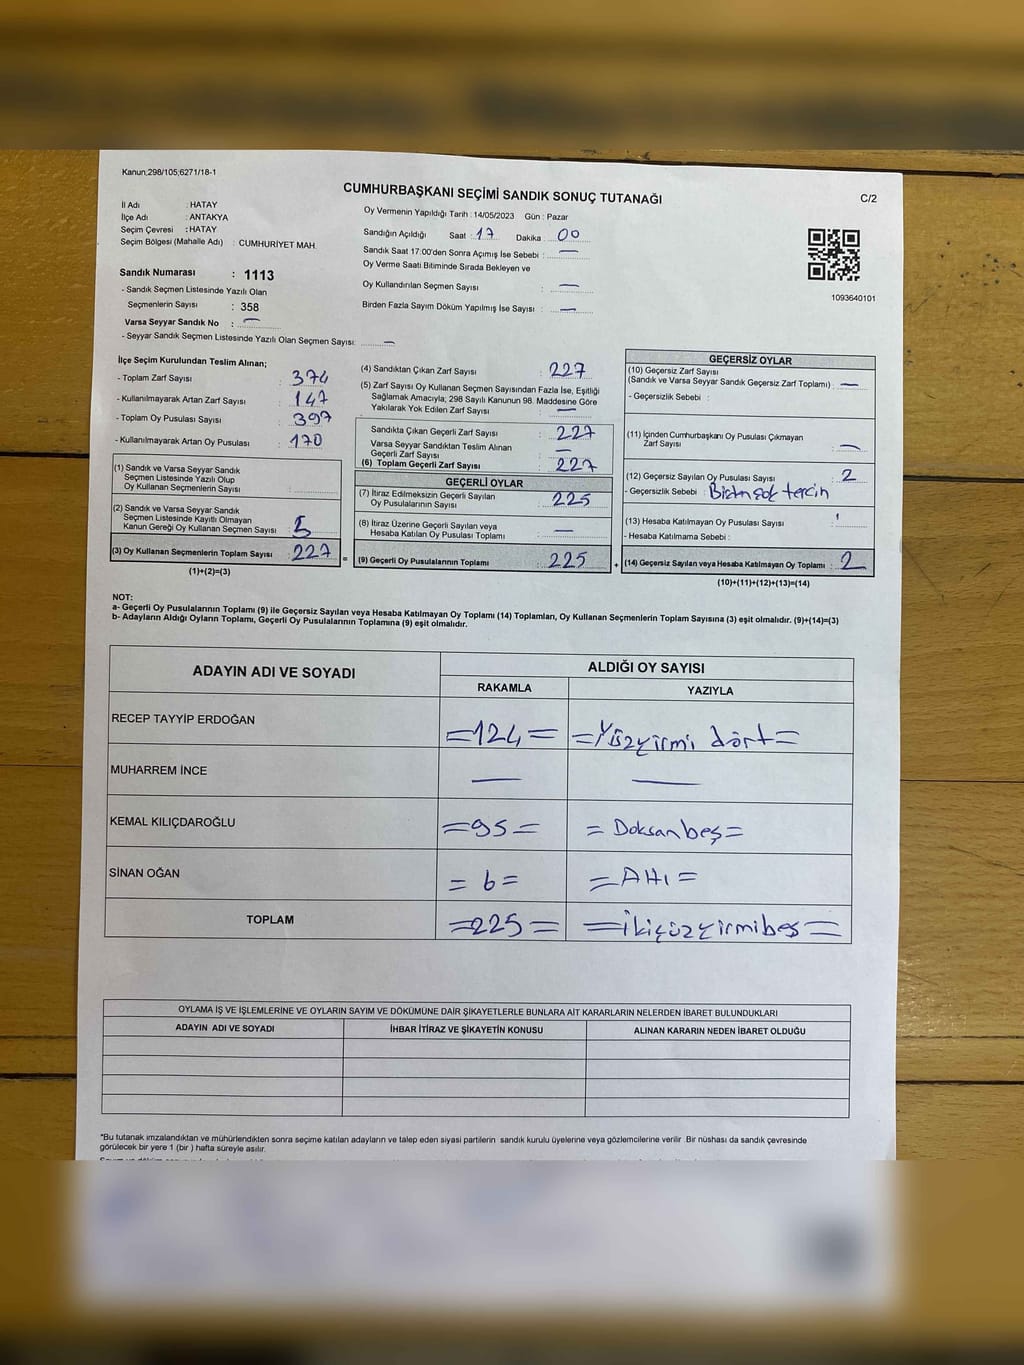 Kanun;298/105;6271/18-1
CUMHURBAŞKANI SEÇİMİ SANDIK SONUÇ TUTANAĞI
C/2
İl Adı : HATAY
İlçe Adı : ANTAKYA
Seçim Çevresi : HATAY
Seçim Bölgesi (Mahalle Adı) : CUMHURİYET MAH.
Sandık Numarası : 1113
- Sandık Seçmen Listesinde Yazılı Olan
Seçmenlerin Sayısı : 358
Varsa Seyyar Sandık No : —
- Seyyar Sandık Seçmen Listesinde Yazılı Olan Seçmen Sayısı: —
Oy Vermenin Yapıldığı Tarih : 14/05/2023 Gün : Pazar
Sandığın Açıldığı Saat : 17 Dakika : 00
Sandık Saat 17:00'den Sonra Açımış İse Sebebi : —
Oy Verme Saati Bitiminde Sırada Bekleyen ve
Oy Kullandırılan Seçmen Sayısı : —
Birden Fazla Sayım Döküm Yapılmış İse Sayısı : —
1093640101
İlçe Seçim Kurulundan Teslim Alınan;
- Toplam Zarf Sayısı : 374
- Kullanılmayarak Artan Zarf Sayısı : 147
- Toplam Oy Pusulası Sayısı : 397
- Kullanılmayarak Artan Oy Pusulası : 170
(1) Sandık ve Varsa Seyyar Sandık
Seçmen Listesinde Yazılı Olup
Oy Kullanan Seçmenlerin Sayısı :
(2) Sandık ve Varsa Seyyar Sandık
Seçmen Listesinde Kayıtlı Olmayan
Kanun Gereği Oy Kullanan Seçmen Sayısı : 5
(3) Oy Kullanan Seçmenlerin Toplam Sayısı : 227
(1)+(2)=(3)
(4) Sandıktan Çıkan Zarf Sayısı : 227
(5) Zarf Sayısı Oy Kullanan Seçmen Sayısından Fazla İse, Eşitliği
Sağlamak Amacıyla; 298 Sayılı Kanunun 98. Maddesine Göre
Yakılarak Yok Edilen Zarf Sayısı : —
Sandıkta Çıkan Geçerli Zarf Sayısı : 227
Varsa Seyyar Sandıktan Teslim Alınan
Geçerli Zarf Sayısı : —
(6) Toplam Geçerli Zarf Sayısı : 227
GEÇERLİ OYLAR
(7) İtiraz Edilmeksizin Geçerli Sayılan
Oy Pusulalarının Sayısı : 225
(8) İtiraz Üzerine Geçerli Sayılan veya
Hesaba Katılan Oy Pusulası Toplamı : —
= (9) Geçerli Oy Pusulalarının Toplamı : 225
GEÇERSİZ OYLAR
(10) Geçersiz Zarf Sayısı
(Sandık ve Varsa Seyyar Sandık Geçersiz Zarf Toplamı) : —
- Geçersizlik Sebebi :
(11) İçinden Cumhurbaşkanı Oy Pusulası Çıkmayan
Zarf Sayısı : —
(12) Geçersiz Sayılan Oy Pusulası Sayısı : 2
- Geçersizlik Sebebi : tercih
(13) Hesaba Katılmayan Oy Pusulası Sayısı :
- Hesaba Katılmama Sebebi :
+ (14) Geçersiz Sayılan veya Hesaba Katılmayan Oy Toplamı : 2
(10)+(11)+(12)+(13)=(14)
NOT:
a- Geçerli Oy Pusulalarının Toplamı (9) ile Geçersiz Sayılan veya Hesaba Katılmayan Oy Toplamı (14) Toplamları, Oy Kullanan Seçmenlerin Toplam Sayısına (3) eşit olmalıdır. (9)+(14)=(3)
b- Adayların Aldığı Oyların Toplamı, Geçerli Oy Pusulalarının Toplamına (9) eşit olmalıdır.
ADAYIN ADI VE SOYADI
ALDIĞI OY SAYISI
RAKAMLA YAZIYLA
RECEP TAYYİP ERDOĞAN =124= =Yüzyirmi dört=
MUHARREM İNCE — —
KEMAL KILIÇDAROĞLU =95= =Doksanbeş=
SİNAN OĞAN =6= =Altı=
TOPLAM =225= =İkiyüzyirmibeş=
OYLAMA İŞ VE İŞLEMLERİNE VE OYLARIN SAYIM VE DÖKÜMÜNE DAİR ŞİKAYETLERLE BUNLARA AİT KARARLARIN NELERDEN İBARET BULUNDUKLARI
ADAYIN ADI VE SOYADI İHBAR İTİRAZ VE ŞİKAYETİN KONUSU ALINAN KARARIN NEDEN İBARET OLDUĞU
*Bu tutanak imzalandıktan ve mühürlendikten sonra seçime katılan adayların ve talep eden siyasi partilerin sandık kurulu üyelerine veya gözlemcilerine verilir .Bir nüshası da sandık çevresinde
görülecek bir yere 1 (bir ) hafta süreyle asılır.